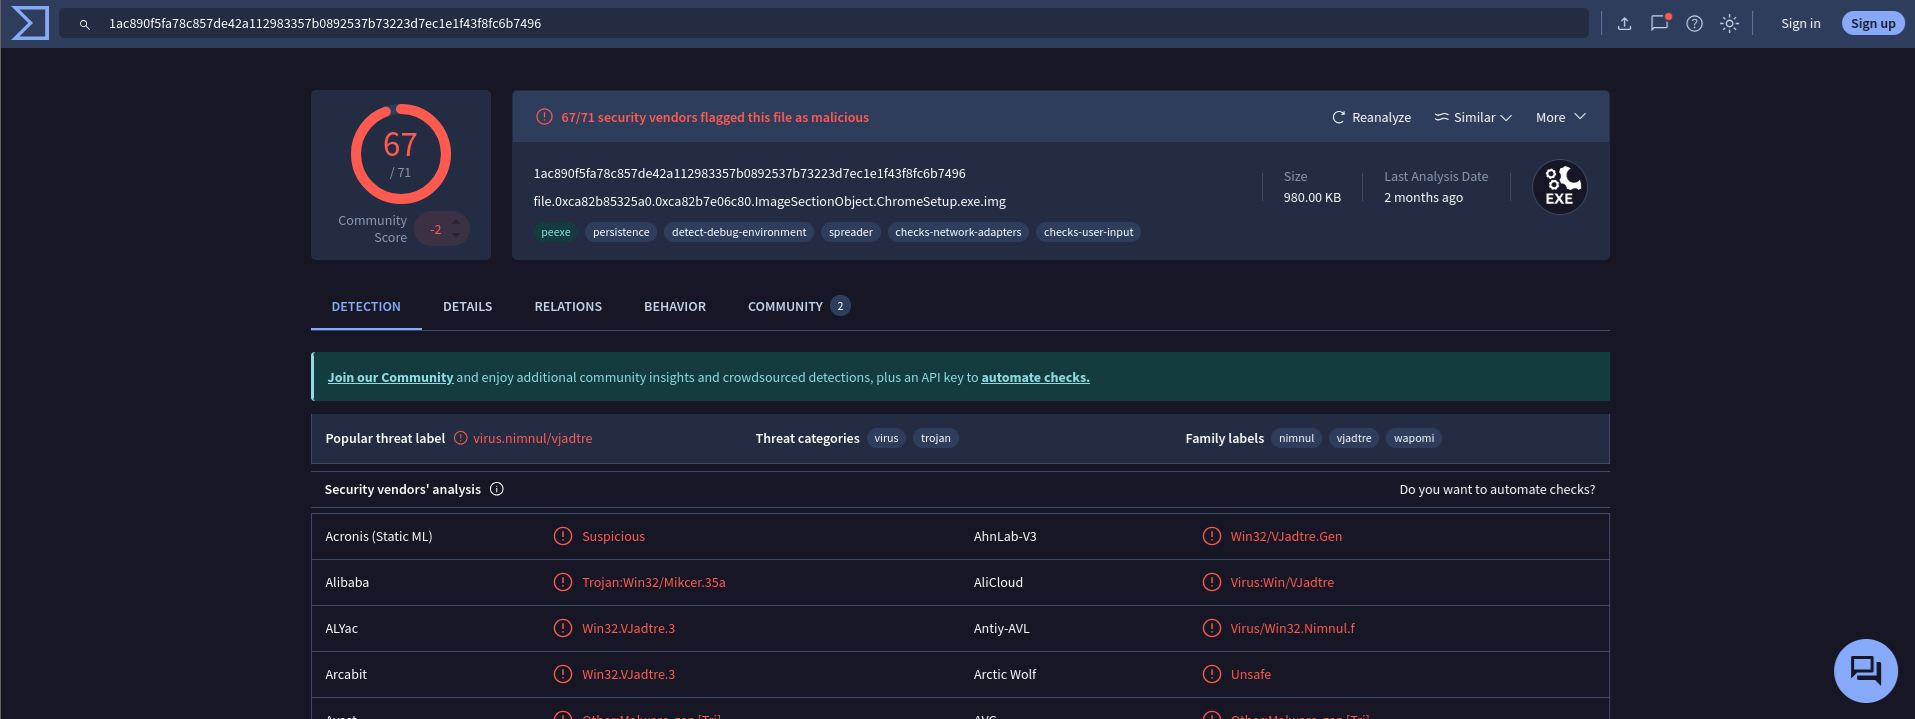 1ac890f5fa78c857de42a112983357b0892537b73223d7ec1e1f43f8fc6b7496
Sign in
Sign up
67
/ 71
Community
Score
-2
67/71 security vendors flagged this file as malicious
Reanalyze
Similar
More
1ac890f5fa78c857de42a112983357b0892537b73223d7ec1e1f43f8fc6b7496
file.0xca82b85325a0.0xca82b7e06c80.ImageSectionObject.ChromeSetup.exe.img
peexe
persistence
detect-debug-environment
spreader
checks-network-adapters
checks-user-input
Size
980.00 KB
Last Analysis Date
2 months ago
EXE
DETECTION
DETAILS
RELATIONS
BEHAVIOR
COMMUNITY 2
Join our Community and enjoy additional community insights and crowdsourced detections, plus an API key to automate checks.
Popular threat label virus.nimnul/vjadtre
Threat categories virus trojan
Family labels nimnul vjadtre wapomi
Security vendors' analysis
Do you want to automate checks?
Acronis (Static ML) Suspicious
AhnLab-V3 Win32/VJadtre.Gen
Alibaba Trojan:Win32/Mikcer.35a
AliCloud Virus:Win/VJadtre
ALYac Win32.VJadtre.3
Antiy-AVL Virus/Win32.Nimnul.f
Arcabit Win32.VJadtre.3
Arctic Wolf Unsafe